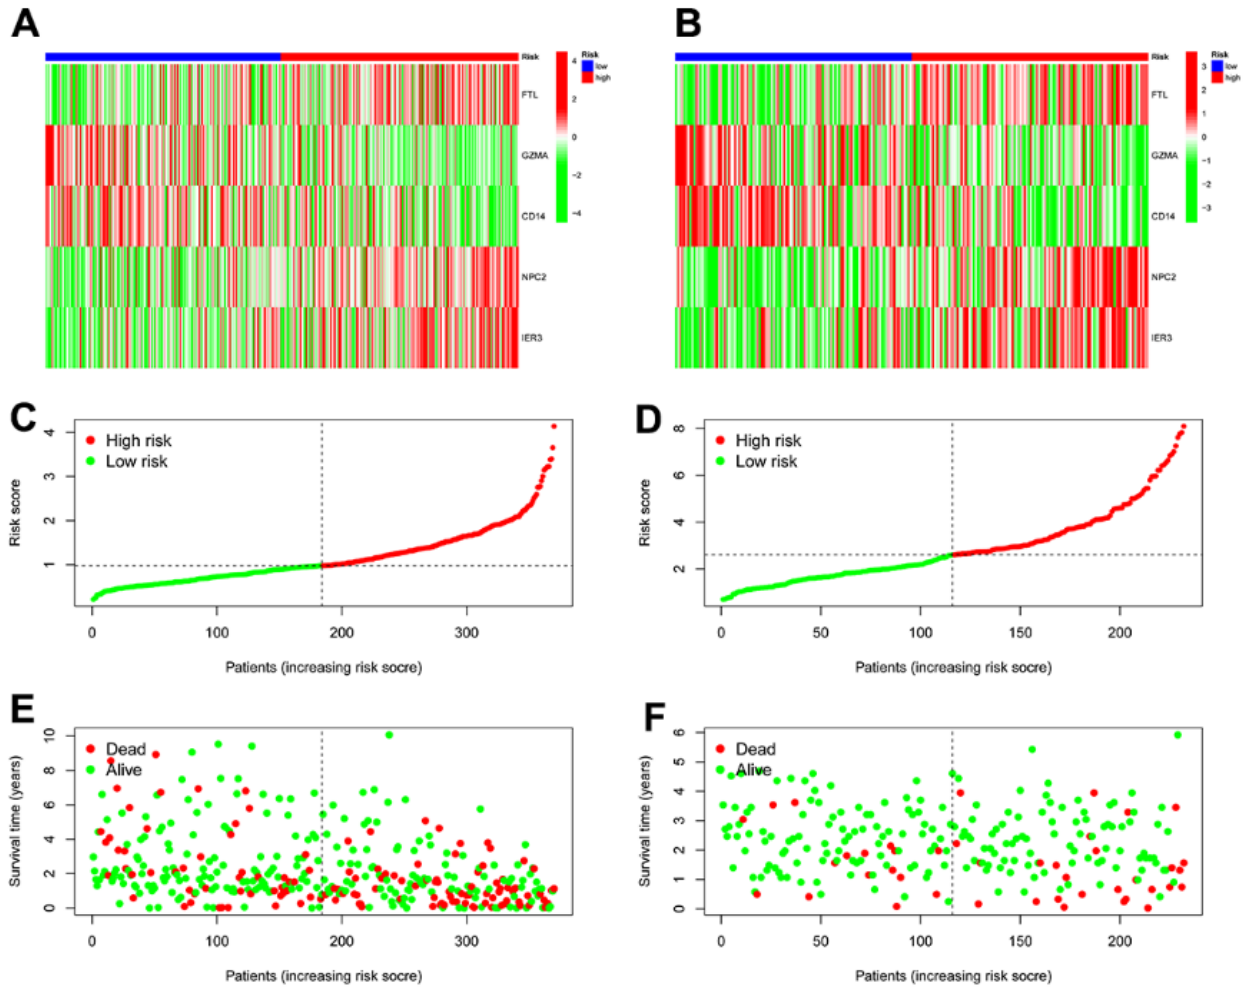 A
Risk
FTL
GZMA
CD14
NPC2
IER3
4
2
0
−2
−4
Risk
low
high
B
Risk
FTL
GZMA
CD14
NPC2
IER3
3
2
1
0
−1
−2
−3
Risk
low
high
C
High risk
Low risk
Risk score
4
3
2
1
0 100 200 300
Patients (increasing risk socre)
D
High risk
Low risk
Risk score
8
6
4
2
0 50 100 150 200
Patients (increasing risk socre)
E
Dead
Alive
Survival time (years)
10
8
6
4
2
0
0 100 200 300
Patients (increasing risk socre)
F
Dead
Alive
Survival time (years)
6
5
4
3
2
1
0
0 50 100 150 200
Patients (increasing risk socre)